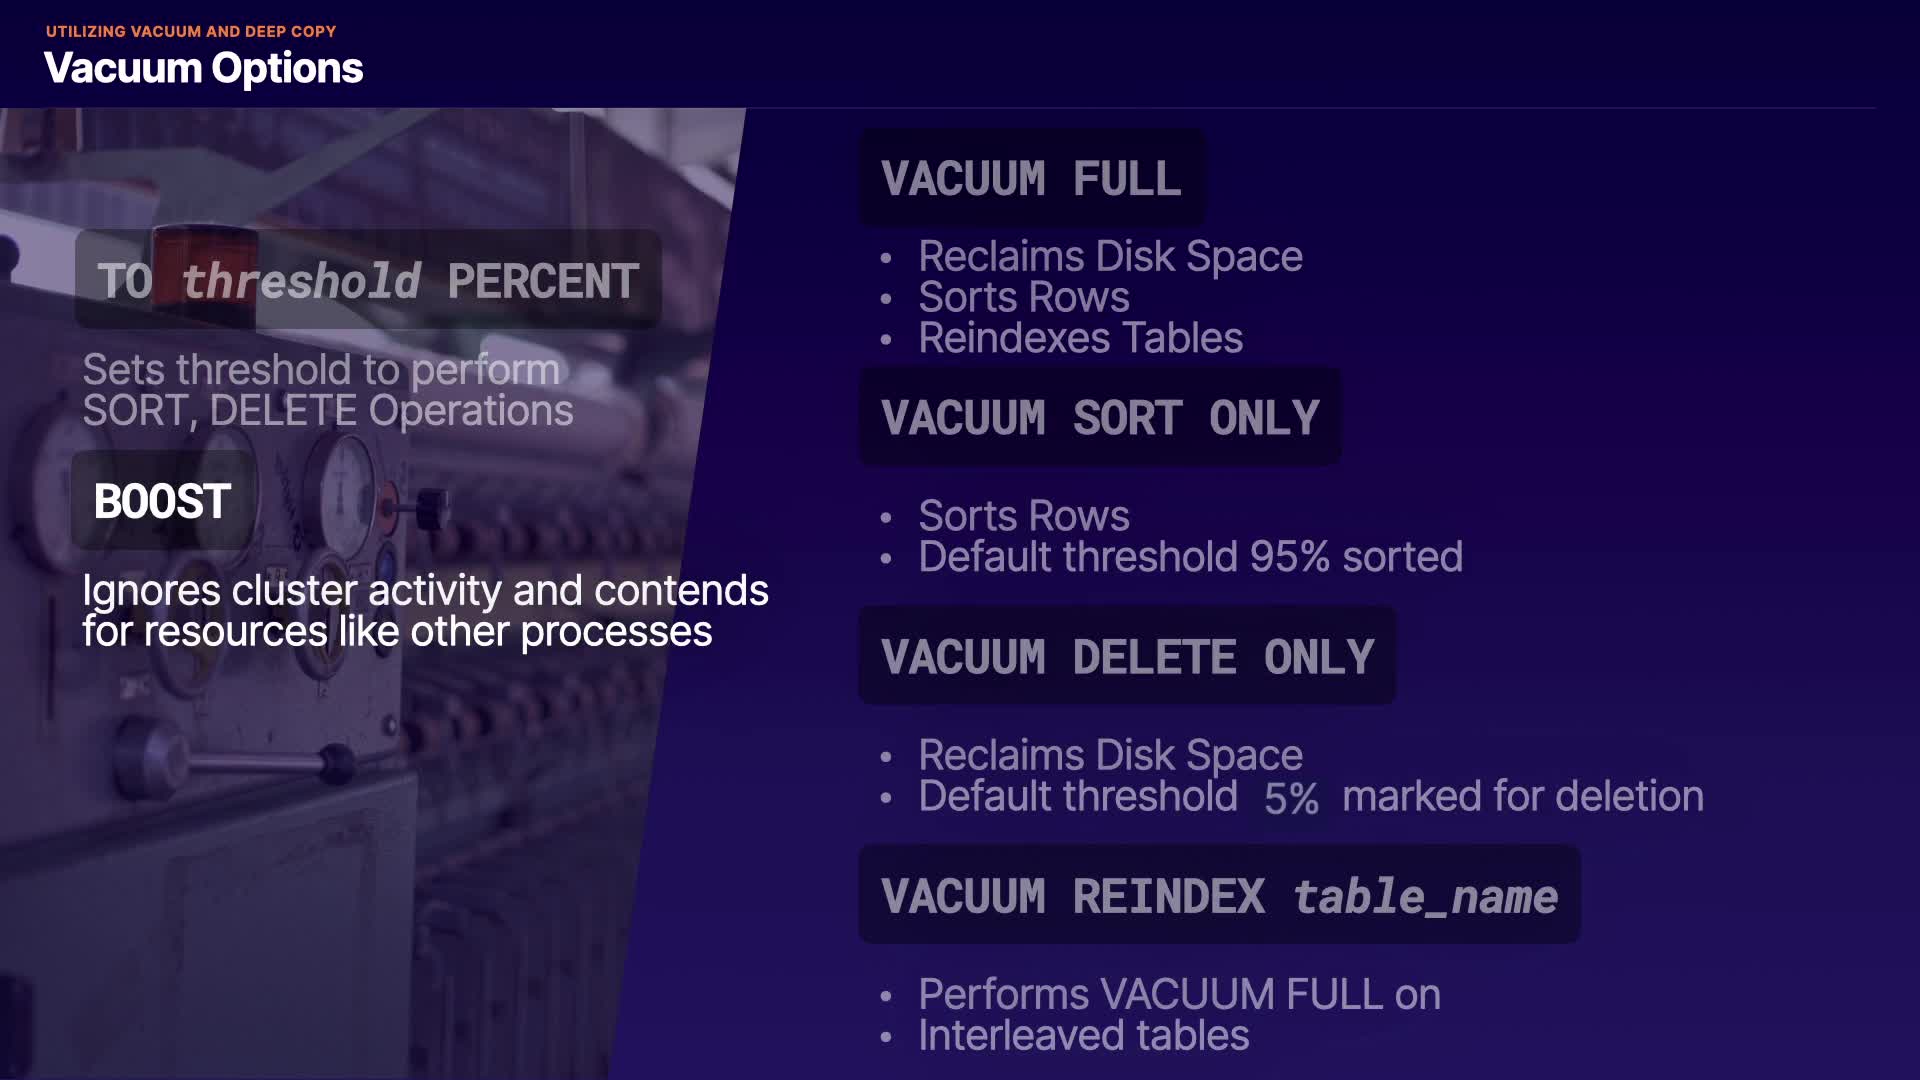 UTILIZING VACUUM AND DEEP COPY
Vacuum Options
TO threshold PERCENT
Sets threshold to perform
SORT, DELETE Operations
BOOST
Ignores cluster activity and contends
for resources like other processes
VACUUM FULL
• Reclaims Disk Space
• Sorts Rows
• Reindexes Tables
VACUUM SORT ONLY
• Sorts Rows
• Default threshold 95% sorted
VACUUM DELETE ONLY
• Reclaims Disk Space
• Default threshold 5% marked for deletion
VACUUM REINDEX table_name
• Performs VACUUM FULL on
• Interleaved tables